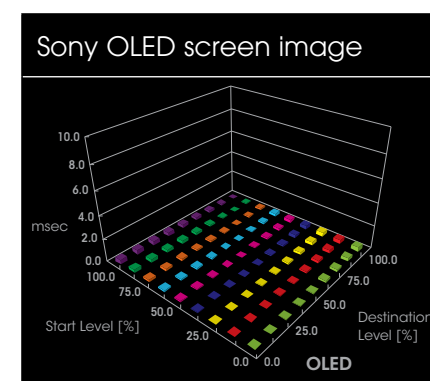 Sony OLED screen image
10.0
8.0
6.0
4.0
2.0
0.0
msec
100.0
75.0
50.0
25.0
0.0
Start Level [%]
0.0
25.0
50.0
75.0
100.0
Destination
Level [%]
OLED